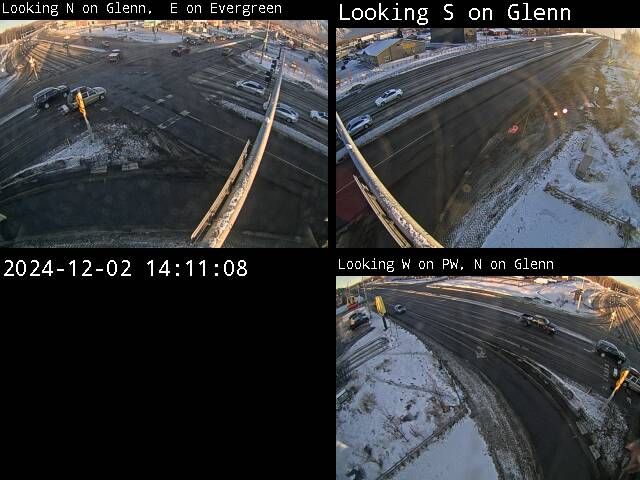 Looking N on Glenn,  E on Evergreen
Looking S on Glenn
2024-12-02 14:11:08
Looking W on PW, N on Glenn